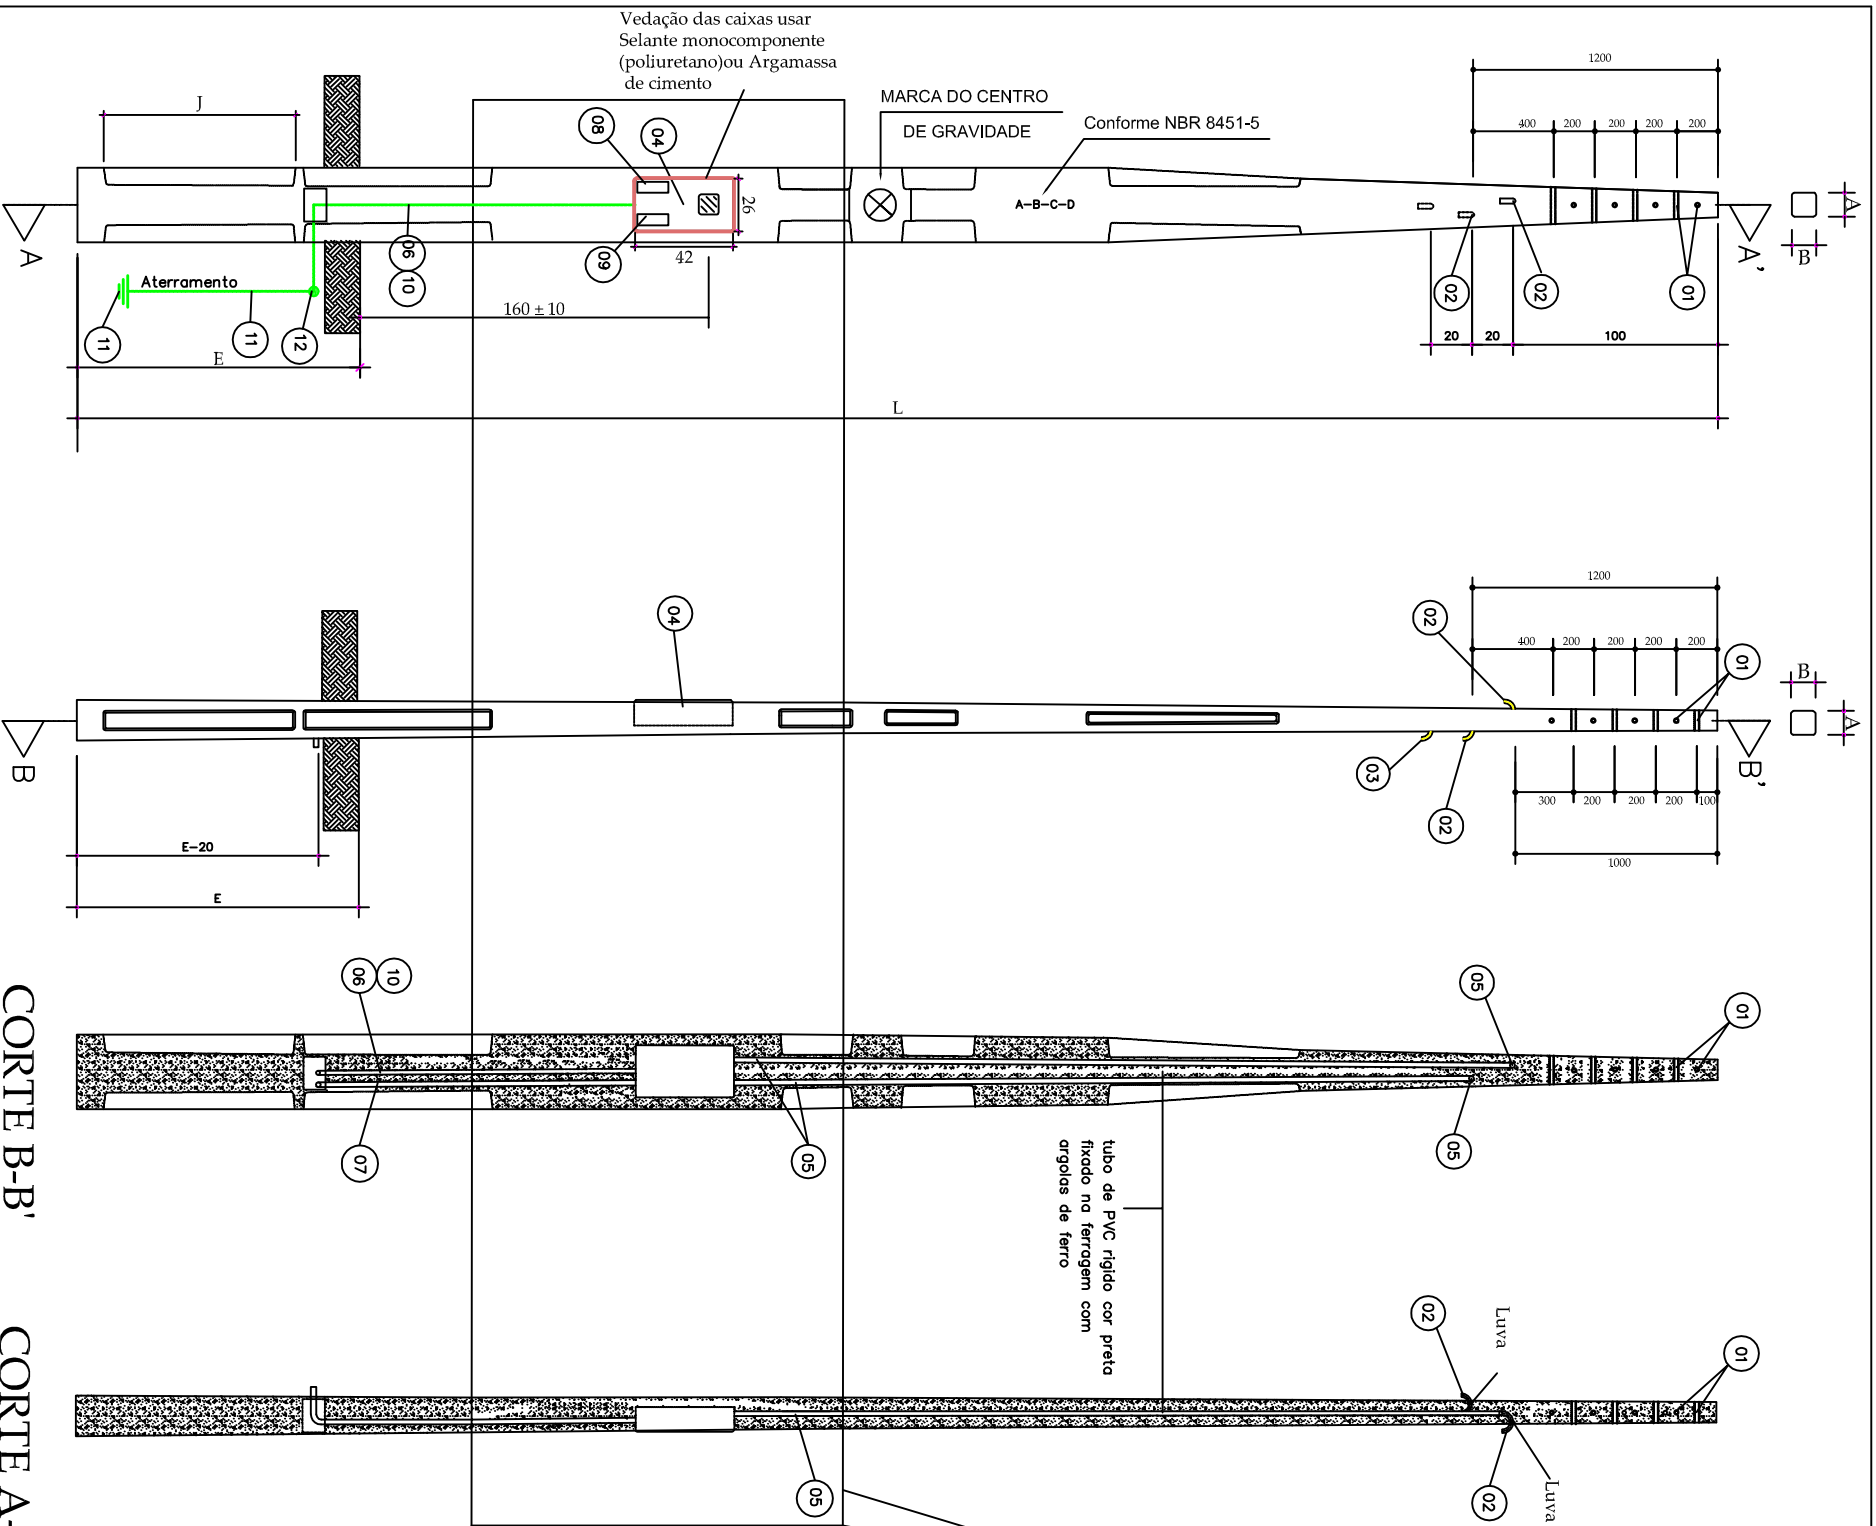 Vedação das caixas usar
Selante monocomponente
(poliuretano)ou Argamassa
de cimento
MARCA DO CENTRO
DE GRAVIDADE
Conforme NBR 8451-5
1200
400
200
200
200
200
J
08
04
26
42
09
06
10
A-B-C-D
A
B
A
A'
Aterramento
11
11
12
160 ± 10
E
02
02
01
20
20
100
L
1200
400
200
200
200
200
04
02
01
B
A
B
B'
03
02
300
200
200
200
100
1000
E-20
E
06
10
05
01
07
05
05
CORTE B-B'
tubo de PVC rigido cor preta
fixado na ferragem com
argolas de ferro
Luva
02
01
05
02
Luva
CORTE A-